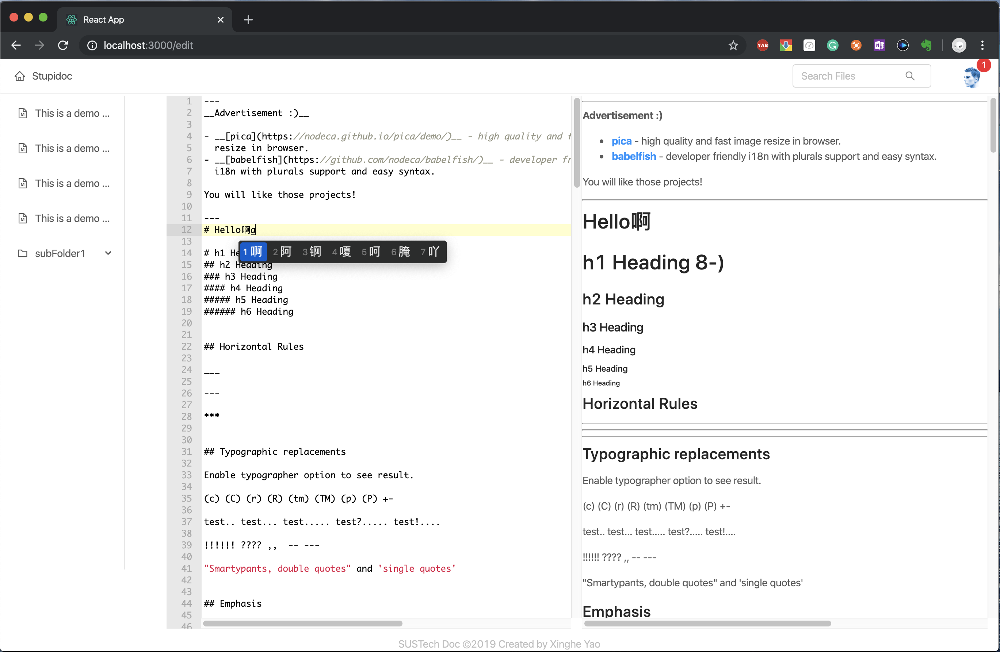 React App
localhost:3000/edit
YAB
Stupidoc
Search Files
1
This is a demo ...
This is a demo ...
This is a demo ...
This is a demo ...
subFolder1
1 ---
2 __Advertisement :)__
3
4 - __[pica](https://nodeca.github.io/pica/demo/)__ - high quality and f
5 resize in browser.
6 - __[babelfish](https://github.com/nodeca/babelfish/)__ - developer fr
7 i18n with plurals support and easy syntax.
8
9 You will like those projects!
10
11 ---
12 # Hello啊a
13
1 啊 2 阿 3 锕 4 嗄 5 呵 6 腌 7 吖
14 # h1 He
15 ## h2 Heading
16 ### h3 Heading
17 #### h4 Heading
18 ##### h5 Heading
19 ###### h6 Heading
20
21
22 ## Horizontal Rules
23
24 ___
25
26 ---
27
28 ***
29
30
31 ## Typographic replacements
32
33 Enable typographer option to see result.
34
35 (c) (C) (r) (R) (tm) (TM) (p) (P) +-
36
37 test.. test... test..... test?..... test!....
38
39 !!!!!! ???? ,,  -- ---
40
41 "Smartypants, double quotes" and 'single quotes'
42
43
44 ## Emphasis
45
46
Advertisement :)
• pica - high quality and fast image resize in browser.
• babelfish - developer friendly i18n with plurals support and easy syntax.
You will like those projects!
Hello啊
h1 Heading 8-)
h2 Heading
h3 Heading
h4 Heading
h5 Heading
h6 Heading
Horizontal Rules
Typographic replacements
Enable typographer option to see result.
(c) (C) (r) (R) (tm) (TM) (p) (P) +-
test.. test... test..... test?..... test!....
!!!!!! ???? ,, -- ---
"Smartypants, double quotes" and 'single quotes'
Emphasis
SUSTech Doc ©2019 Created by Xinghe Yao